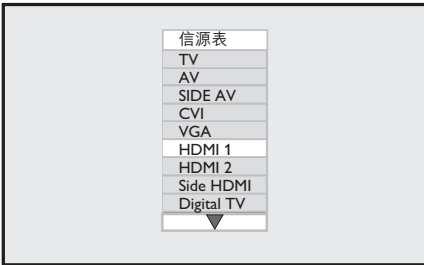 信源表
TV
AV
SIDE AV
CVI
VGA
HDMI 1
HDMI 2
Side HDMI
Digital TV